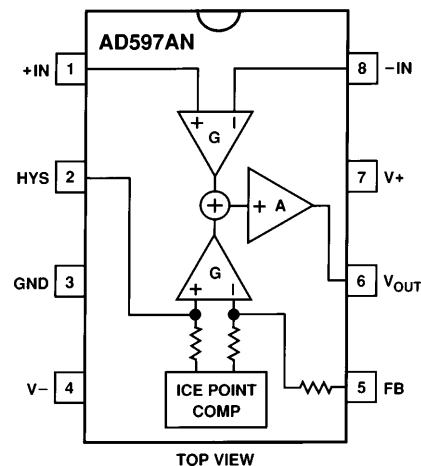 AD597AN
+IN 1
8 −IN
+ −
G
HYS 2
7 V+
+
+ A
GND 3
G
+ −
6 VOUT
V− 4
ICE POINT
COMP
5 FB
TOP VIEW